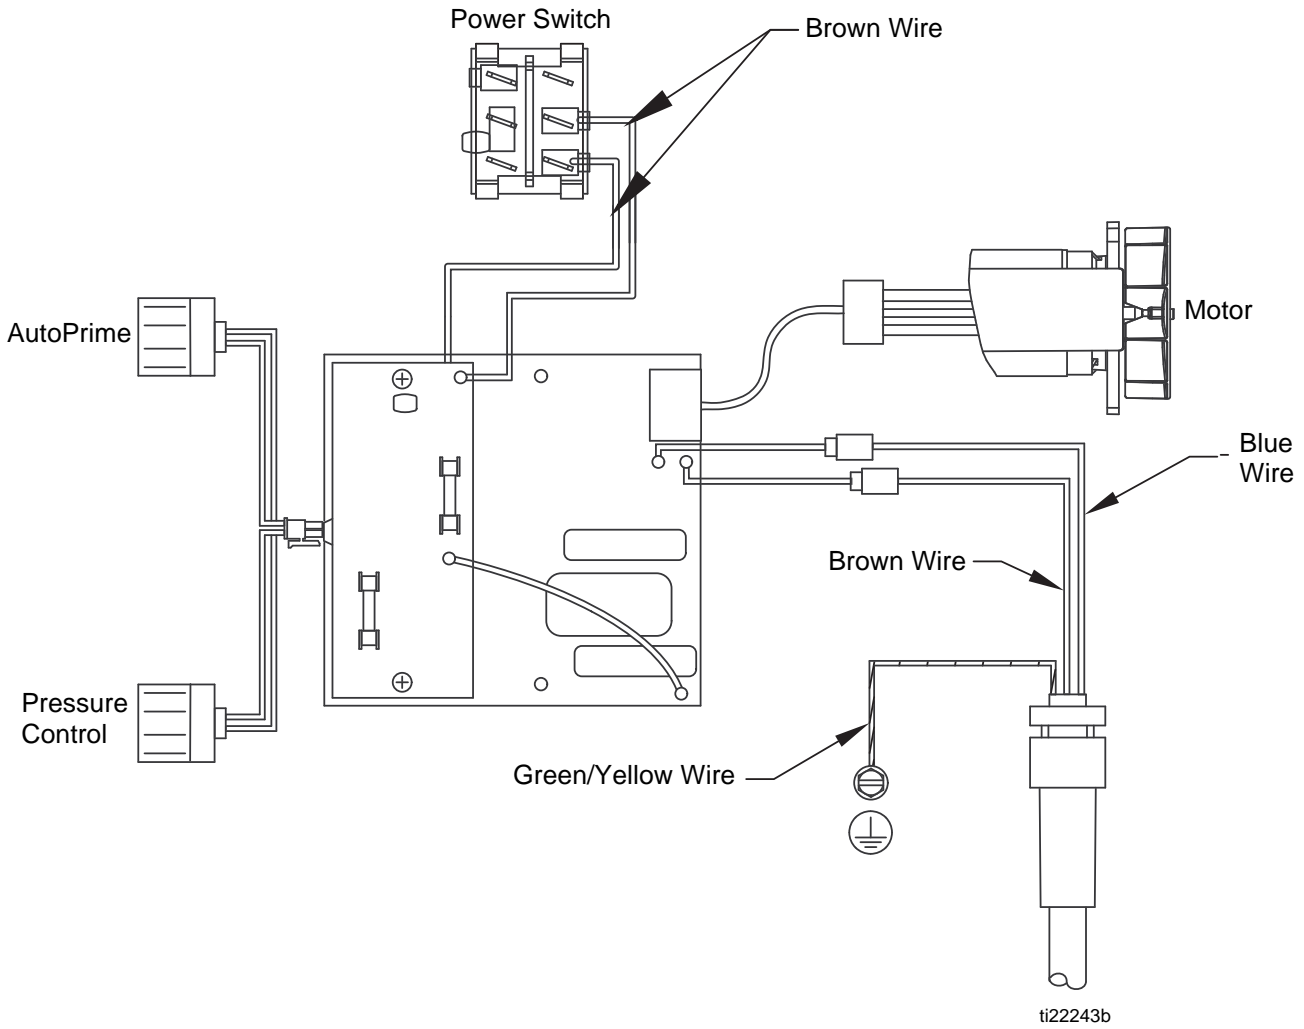 Power Switch
Brown Wire
AutoPrime
Motor
Blue
Wire
Brown Wire
Pressure
Control
Green/Yellow Wire
ti22243b